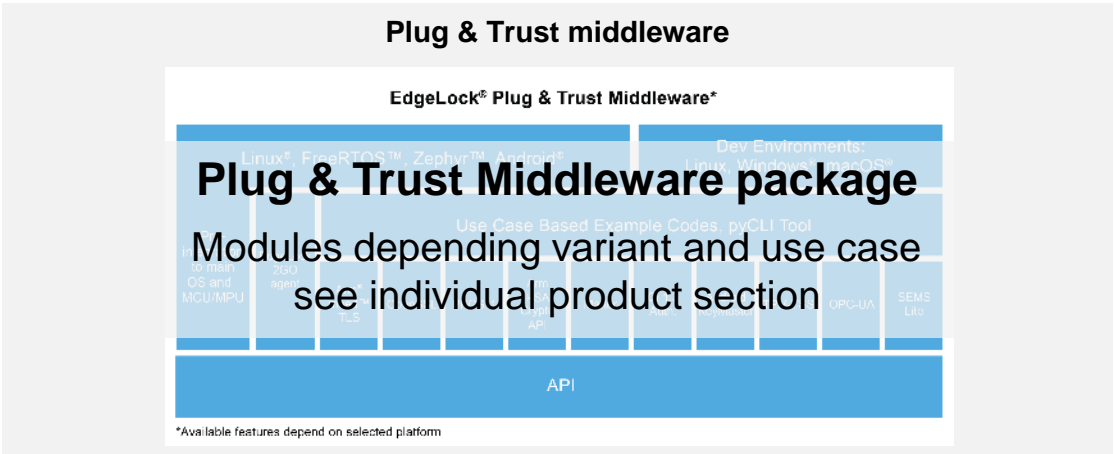 Plug & Trust middleware
EdgeLock® Plug & Trust Middleware*
Linux®, FreeRTOS™, Zephyr™, Android®
Dev Environments:
Linux, Windows®, macOS®
Plug & Trust Middleware package
Use Case Based Example Codes, pyCLI Tool
Modules depending variant and use case
see individual product section
to main
OS and
MCU/MPU
2GO
agent
TLS
API
OPC-UA
SEMS
Lite
API
*Available features depend on selected platform